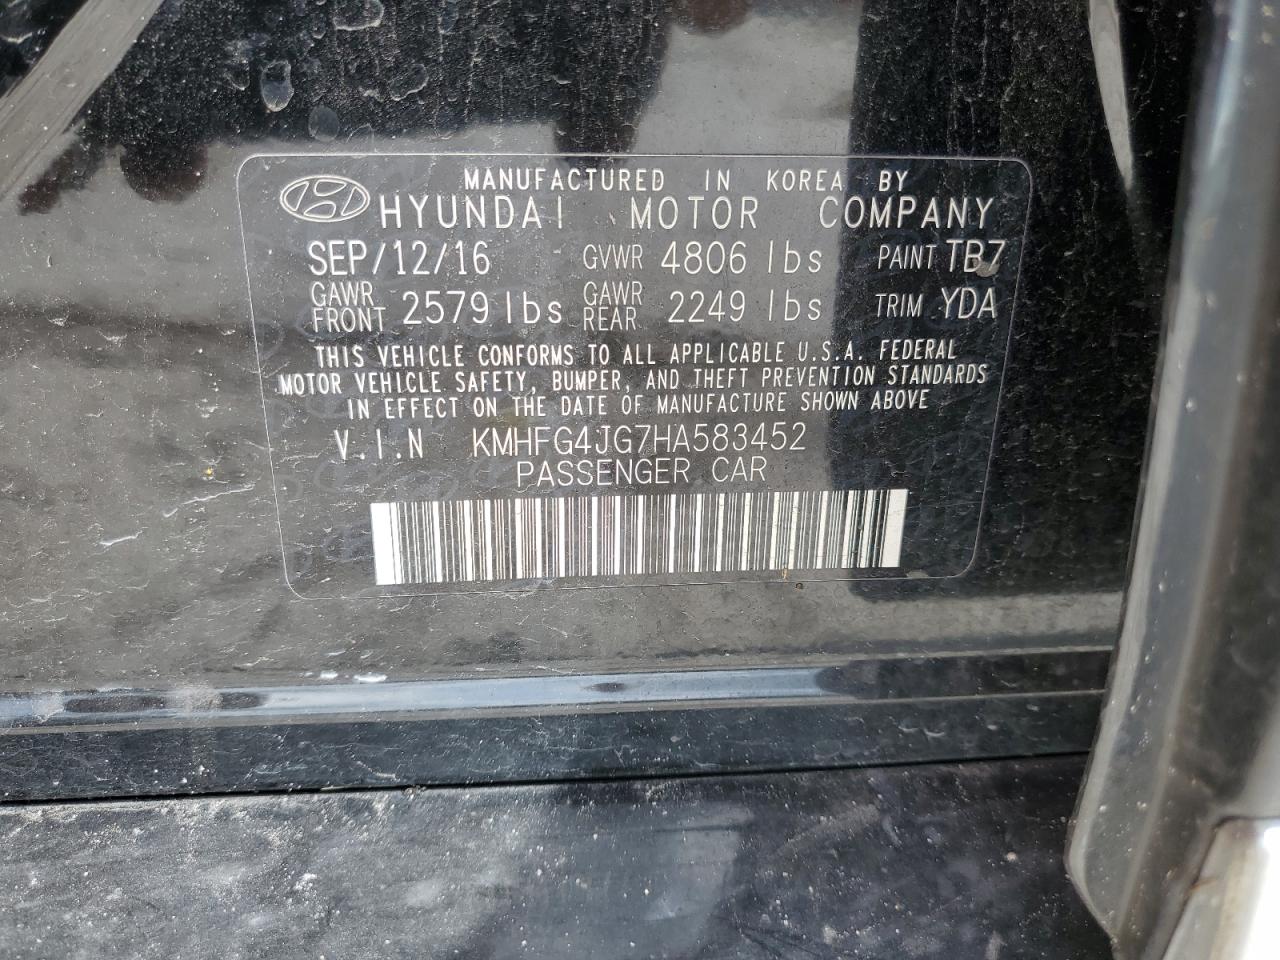 MANUFACTURED IN KOREA BY
HYUNDAI MOTOR COMPANY
SEP/12/16 GVWR 4806 lbs PAINT TB7
GAWR FRONT 2579 lbs GAWR REAR 2249 lbs TRIM YDA
THIS VEHICLE CONFORMS TO ALL APPLICABLE U.S.A. FEDERAL
MOTOR VEHICLE SAFETY, BUMPER, AND THEFT PREVENTION STANDARDS
IN EFFECT ON THE DATE OF MANUFACTURE SHOWN ABOVE
V.I.N KMHFG4JG7HA583452
PASSENGER CAR